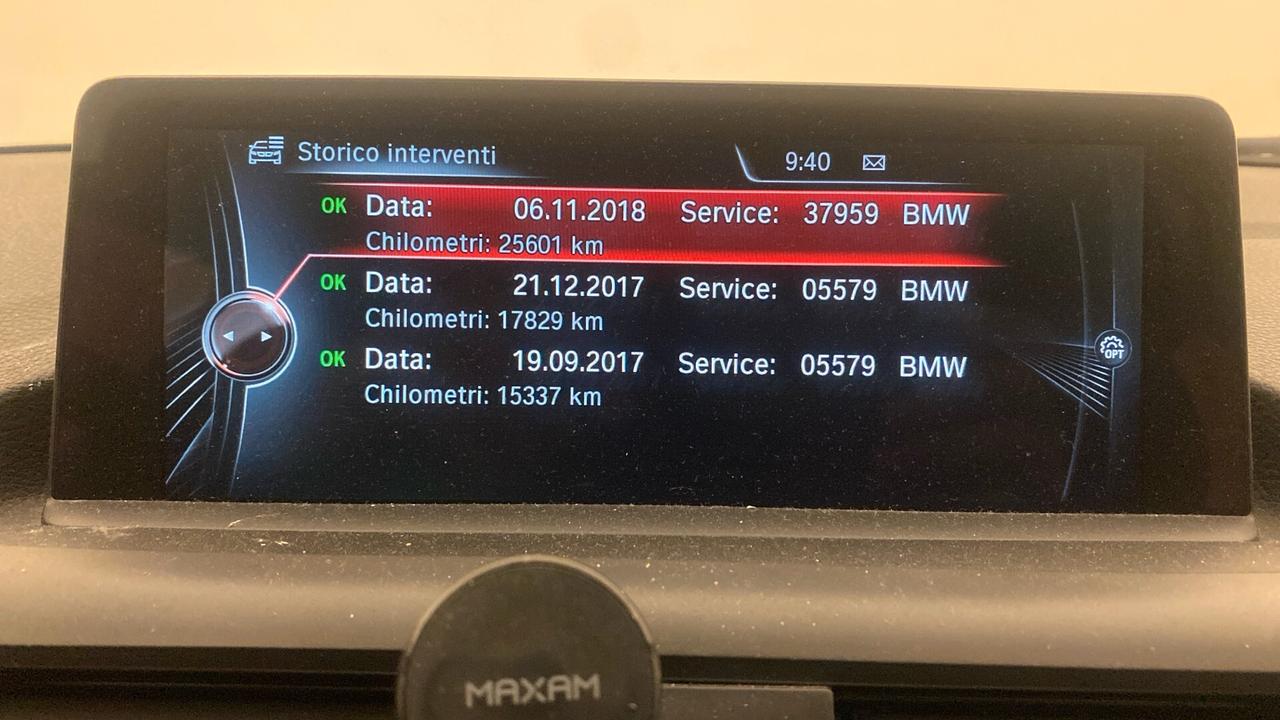 Storico interventi 9:40
OK Data: 06.11.2018 Service: 37959 BMW
Chilometri: 25601 km
OK Data: 21.12.2017 Service: 05579 BMW
Chilometri: 17829 km
OK Data: 19.09.2017 Service: 05579 BMW
Chilometri: 15337 km
OPT
MAXAM